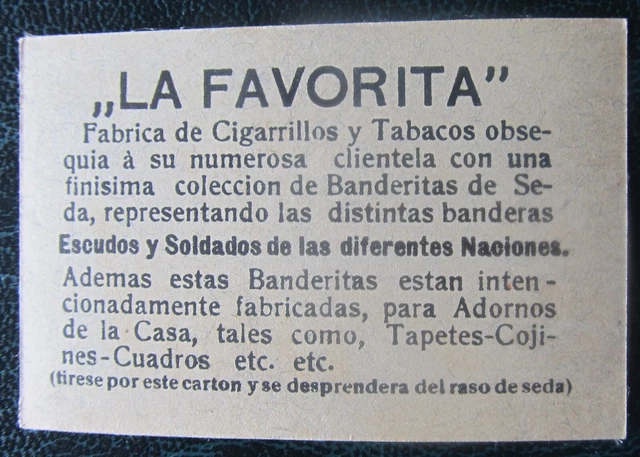 „LA FAVORITA”
Fabrica de Cigarrillos y Tabacos obse-
quia à su numerosa clientela con una
finisima coleccion de Banderitas de Se-
da, representando las distintas banderas
Escudos y Soldados de las diferentes Naciones.
Ademas estas Banderitas estan inten-
cionadamente fabricadas, para Adornos
de la Casa, tales como, Tapetes-Coji-
nes-Cuadros etc. etc.
(tirese por este carton y se desprendera del raso de seda)